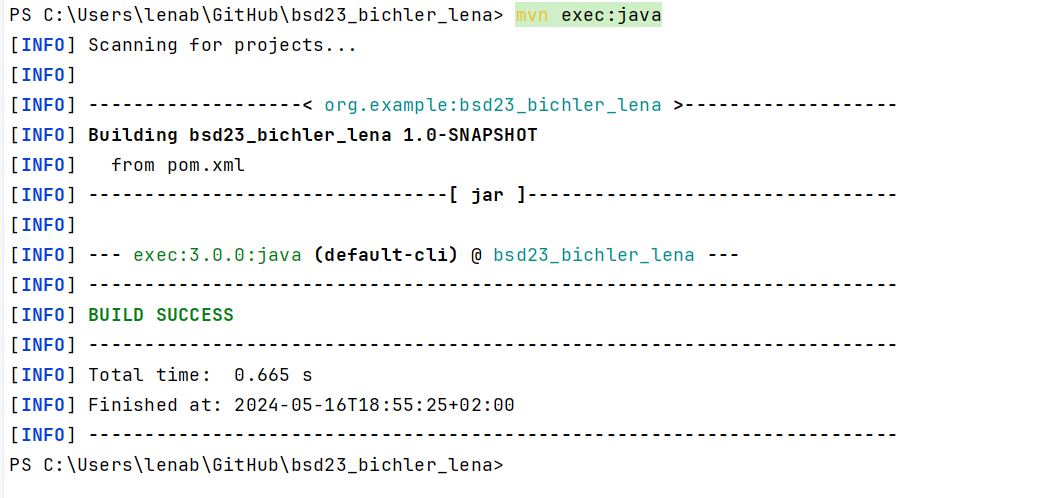 PS C:\Users\lenab\GitHub\bsd23_bichler_lena> mvn exec:java
[INFO] Scanning for projects...
[INFO]
[INFO] -------------------< org.example:bsd23_bichler_lena >-------------------
[INFO] Building bsd23_bichler_lena 1.0-SNAPSHOT
[INFO]   from pom.xml
[INFO] --------------------------------[ jar ]---------------------------------
[INFO]
[INFO] --- exec:3.0.0:java (default-cli) @ bsd23_bichler_lena ---
[INFO] ------------------------------------------------------------------------
[INFO] BUILD SUCCESS
[INFO] ------------------------------------------------------------------------
[INFO] Total time:  0.665 s
[INFO] Finished at: 2024-05-16T18:55:25+02:00
[INFO] ------------------------------------------------------------------------
PS C:\Users\lenab\GitHub\bsd23_bichler_lena>